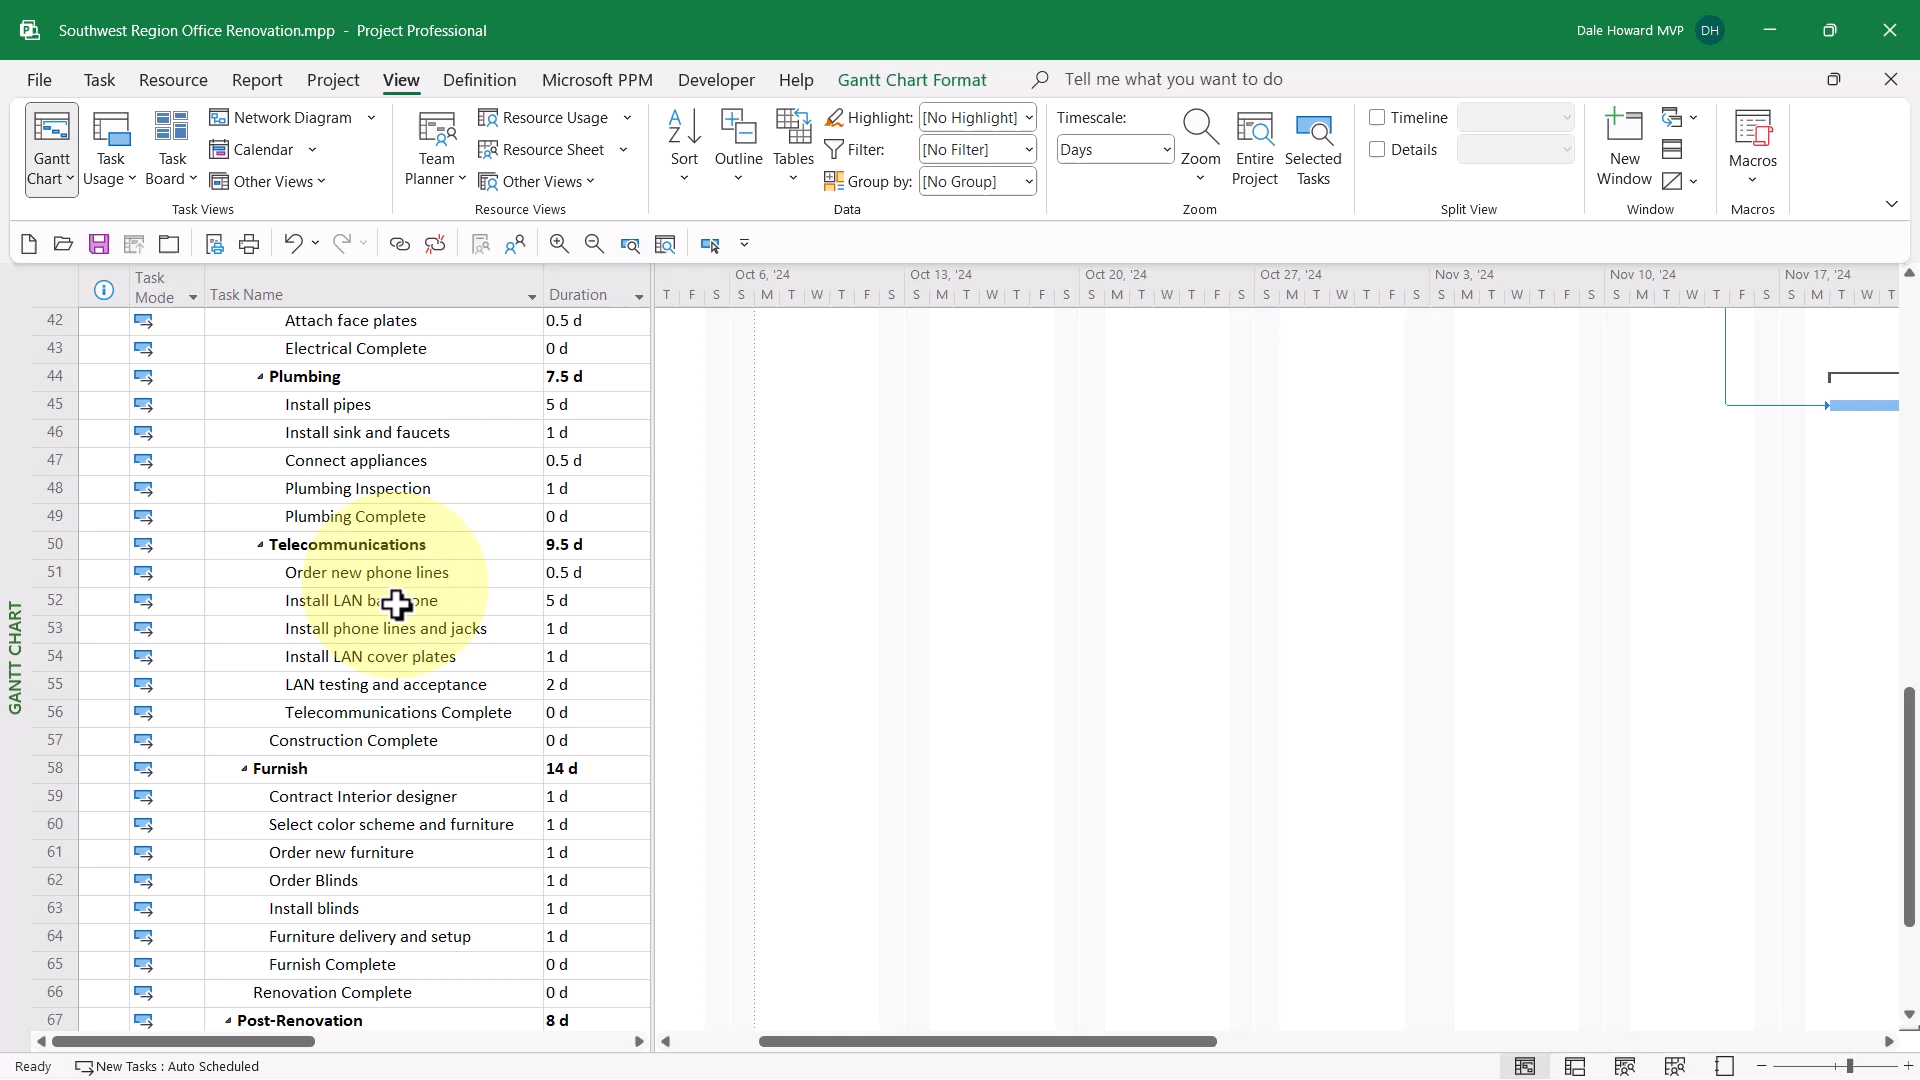 Southwest Region Office Renovation.mpp - Project Professional
Dale Howard MVP DH
File Task Resource Report Project View Definition Microsoft PPM Developer Help Gantt Chart Format Tell me what you want to do
Gantt Chart
Task Usage
Task Board
Network Diagram
Calendar
Other Views
Task Views
Team Planner
Resource Usage
Resource Sheet
Other Views
Resource Views
Sort
Outline
Tables
Highlight: [No Highlight]
Filter: [No Filter]
Group by: [No Group]
Data
Timescale:
Days
Zoom
Entire Project
Selected Tasks
Zoom
Timeline
Details
Split View
New Window
Window
Macros
Macros
Task Mode Task Name Duration
Oct 6, '24 Oct 13, '24 Oct 20, '24 Oct 27, '24 Nov 3, '24 Nov 10, '24 Nov 17, '24
T F S S M T W T F S S M T W T F S S M T W T F S S M T W T F S S M T W T F S S M T W T F S S M T W T
42 Attach face plates 0.5 d
43 Electrical Complete 0 d
44 Plumbing 7.5 d
45 Install pipes 5 d
46 Install sink and faucets 1 d
47 Connect appliances 0.5 d
48 Plumbing Inspection 1 d
49 Plumbing Complete 0 d
50 Telecommunications 9.5 d
51 Order new phone lines 0.5 d
52 Install LAN 5 d
53 Install phone lines and jacks 1 d
54 Install LAN cover plates 1 d
55 LAN testing and acceptance 2 d
56 Telecommunications Complete 0 d
57 Construction Complete 0 d
58 Furnish 14 d
59 Contract Interior designer 1 d
60 Select color scheme and furniture 1 d
61 Order new furniture 1 d
62 Order Blinds 1 d
63 Install blinds 1 d
64 Furniture delivery and setup 1 d
65 Furnish Complete 0 d
66 Renovation Complete 0 d
67 Post-Renovation 8 d
GANTT CHART
Ready New Tasks : Auto Scheduled